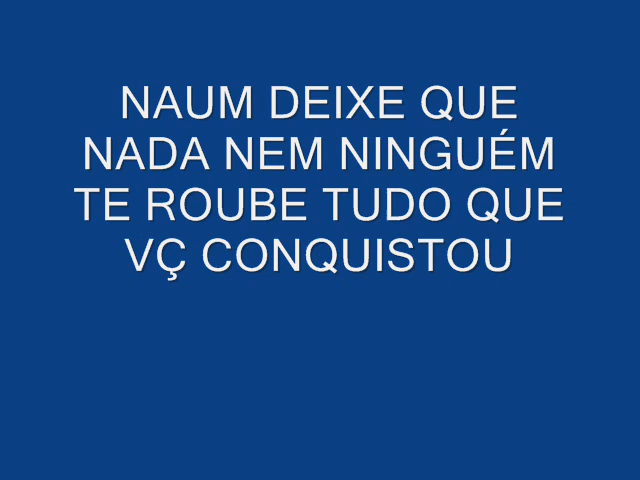 NAUM DEIXE QUE
NADA NEM NINGUÉM
TE ROUBE TUDO QUE
VÇ CONQUISTOU